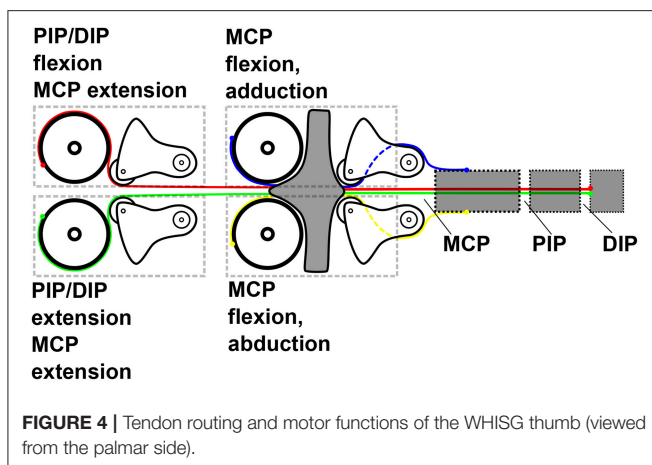 PIP/DIP
flexion
MCP extension
MCP
flexion,
adduction
MCP
PIP
DIP
PIP/DIP
extension
MCP
extension
MCP
flexion,
abduction
FIGURE 4 | Tendon routing and motor functions of the WHISG thumb (viewed
from the palmar side).